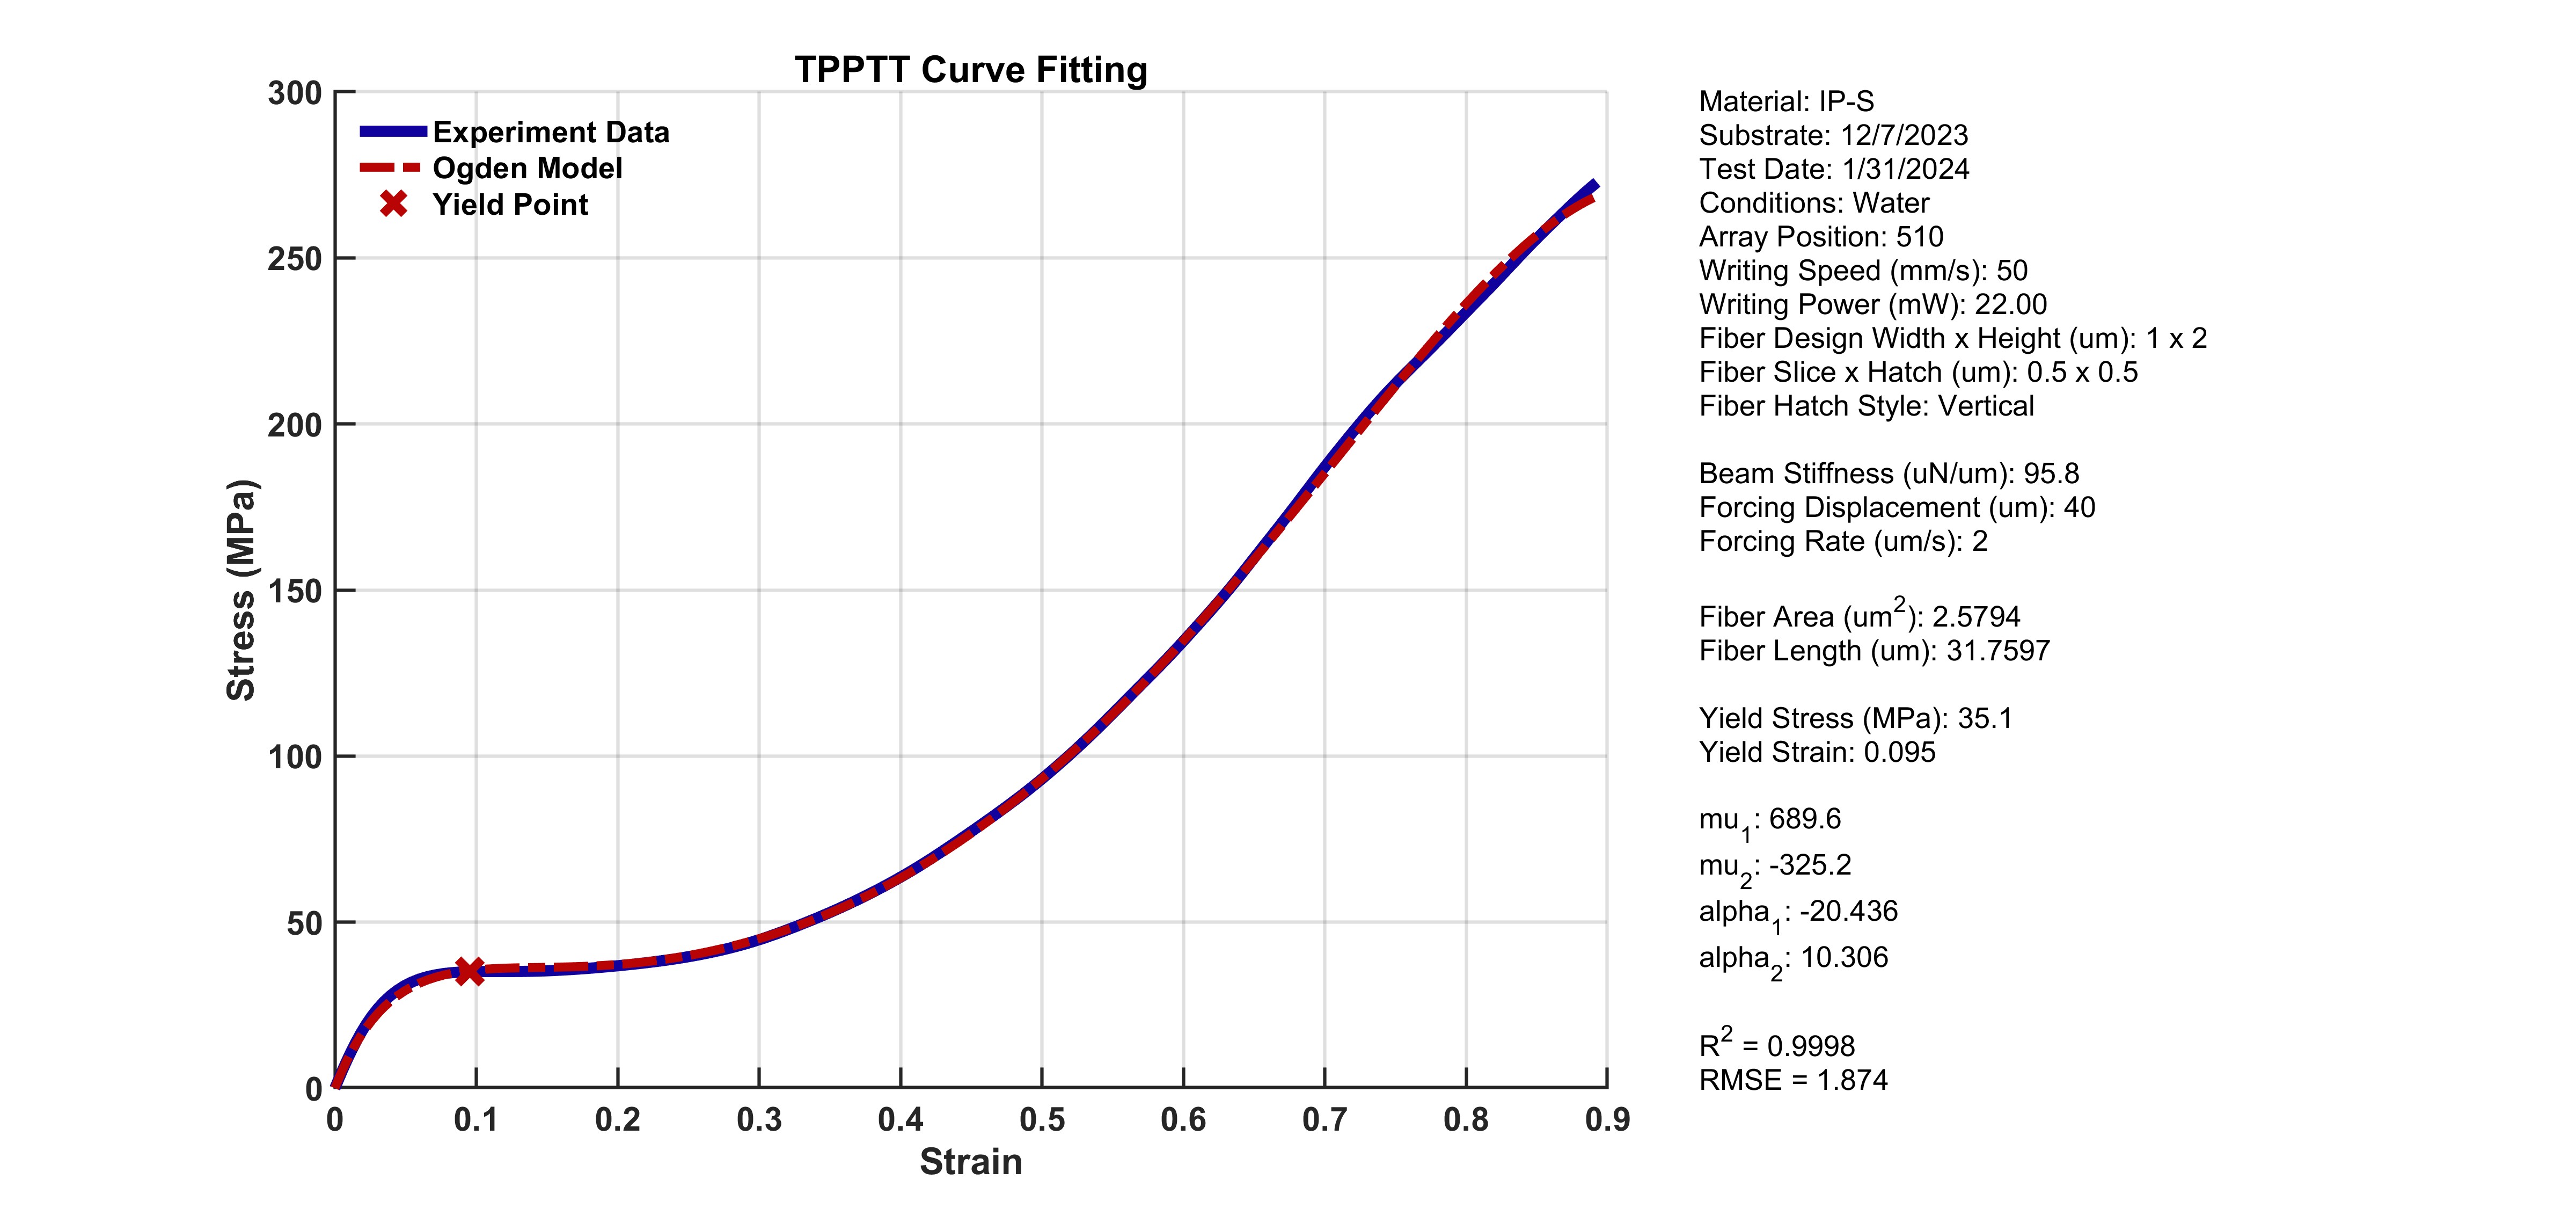 TPPTT Curve Fitting
Experiment Data
Ogden Model
Yield Point
Stress (MPa)
300
250
200
150
100
50
0
0 0.1 0.2 0.3 0.4 0.5 0.6 0.7 0.8 0.9
Strain
Material: IP-S
Substrate: 12/7/2023
Test Date: 1/31/2024
Conditions: Water
Array Position: 510
Writing Speed (mm/s): 50
Writing Power (mW): 22.00
Fiber Design Width x Height (um): 1 x 2
Fiber Slice x Hatch (um): 0.5 x 0.5
Fiber Hatch Style: Vertical
Beam Stiffness (uN/um): 95.8
Forcing Displacement (um): 40
Forcing Rate (um/s): 2
Fiber Area (um²): 2.5794
Fiber Length (um): 31.7597
Yield Stress (MPa): 35.1
Yield Strain: 0.095
mu₁: 689.6
mu₂: -325.2
alpha₁: -20.436
alpha₂: 10.306
R² = 0.9998
RMSE = 1.874